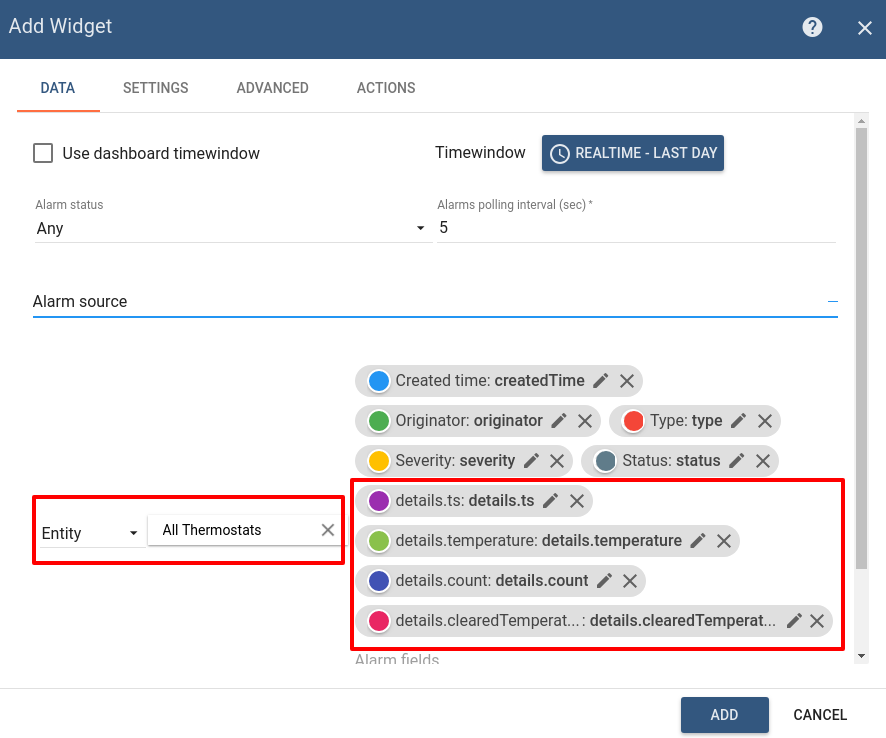 Add Widget
DATA SETTINGS ADVANCED ACTIONS
Use dashboard timewindow Timewindow REALTIME - LAST DAY
Alarm status Alarms polling interval (sec) *
Any 5
Alarm source
Created time: createdTime
Originator: originator Type: type
Severity: severity Status: status
details.ts: details.ts
Entity All Thermostats
details.temperature: details.temperature
details.count: details.count
details.clearedTemperat...: details.clearedTemperat...
Alarm fields
ADD CANCEL